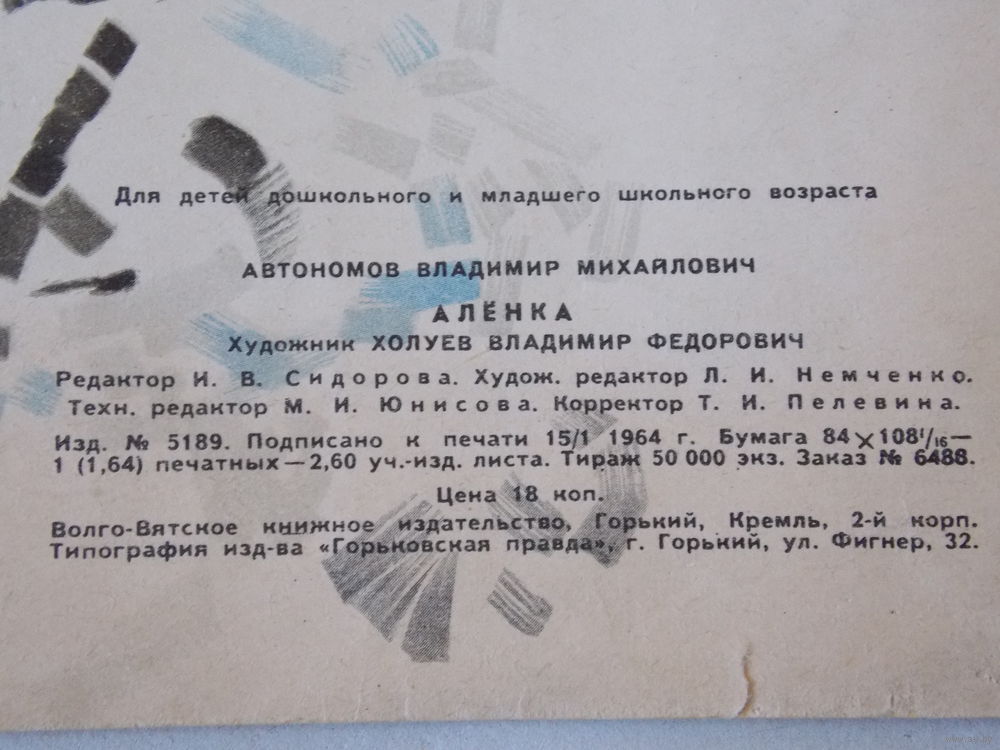 Для детей дошкольного и младшего школьного возраста
АВТОНОМОВ ВЛАДИМИР МИХАЙЛОВИЧ
АЛЁНКА
Художник ХОЛУЕВ ВЛАДИМИР ФЕДОРОВИЧ
Редактор И. В. Сидорова. Худож. редактор Л. И. Немченко.
Техн. редактор М. И. Юнисова. Корректор Т. И. Пелевина.
Изд. № 5189. Подписано к печати 15/1 1964 г. Бумага 84×108¹/₁₆—
1 (1,64) печатных—2,60 уч.-изд. листа. Тираж 50 000 экз. Заказ № 6488.
Цена 18 коп.
Волго-Вятское книжное издательство, Горький, Кремль, 2-й корп.
Типография изд-ва «Горьковская правда», г. Горький, ул. Фигнер, 32.